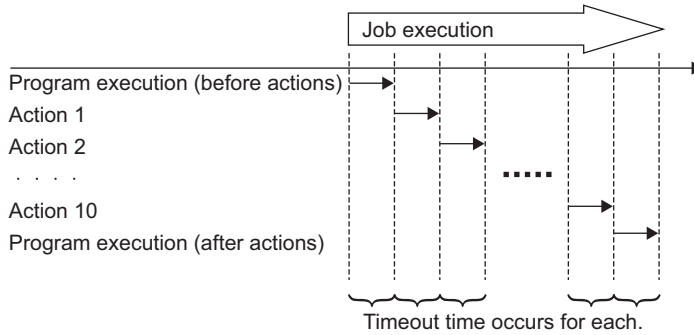 Job execution
Program execution (before actions)
Action 1
Action 2
. . . .
Action 10
Program execution (after actions)
Timeout time occurs for each.